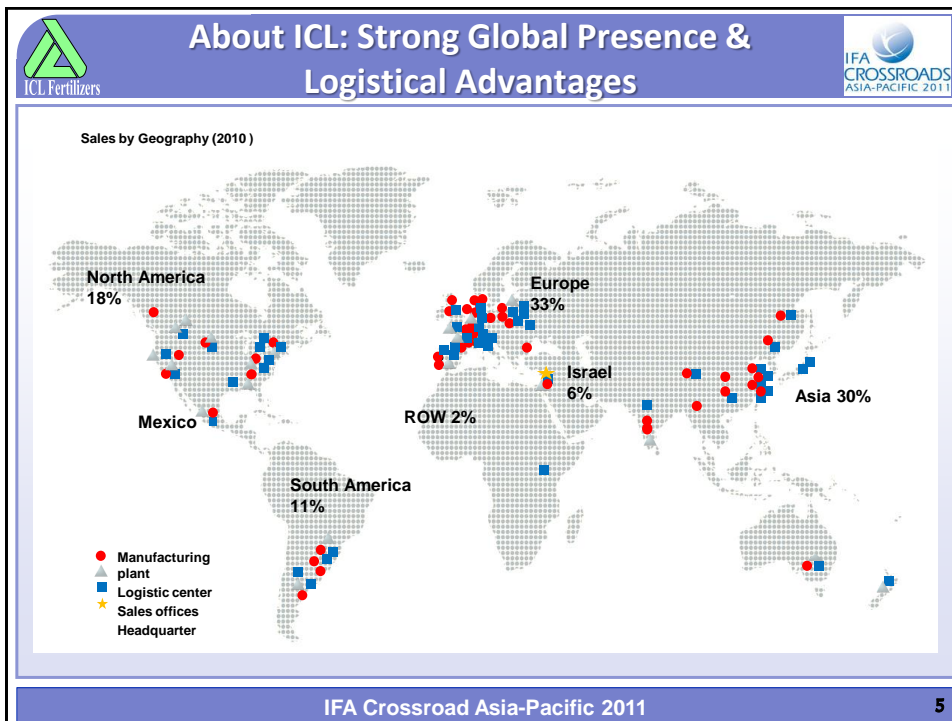 About ICL: Strong Global Presence &
Logistical Advantages
ICL Fertilizers
IFA
CROSSROADS
ASIA-PACIFIC 2011
Sales by Geography (2010 )
North America
18%
Europe
33%
Israel
6%
Asia 30%
Mexico
ROW 2%
South America
11%
Manufacturing
plant
Logistic center
Sales offices
Headquarter
IFA Crossroad Asia-Pacific 2011
5